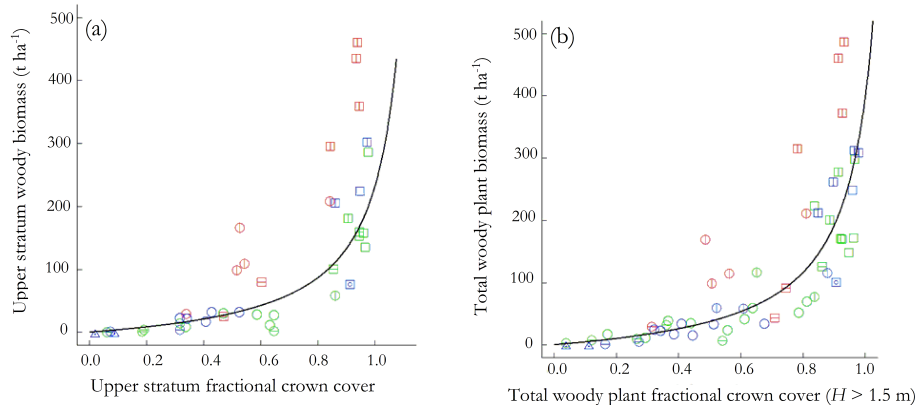 (a)
Upper stratum woody biomass (t ha⁻¹)
500
400
300
200
100
0
0.0 0.2 0.4 0.6 0.8 1.0
Upper stratum fractional crown cover
(b)
Total woody plant biomass (t ha⁻¹)
500
400
300
200
100
0
0.0 0.2 0.4 0.6 0.8 1.0
Total woody plant fractional crown cover (H > 1.5 m)